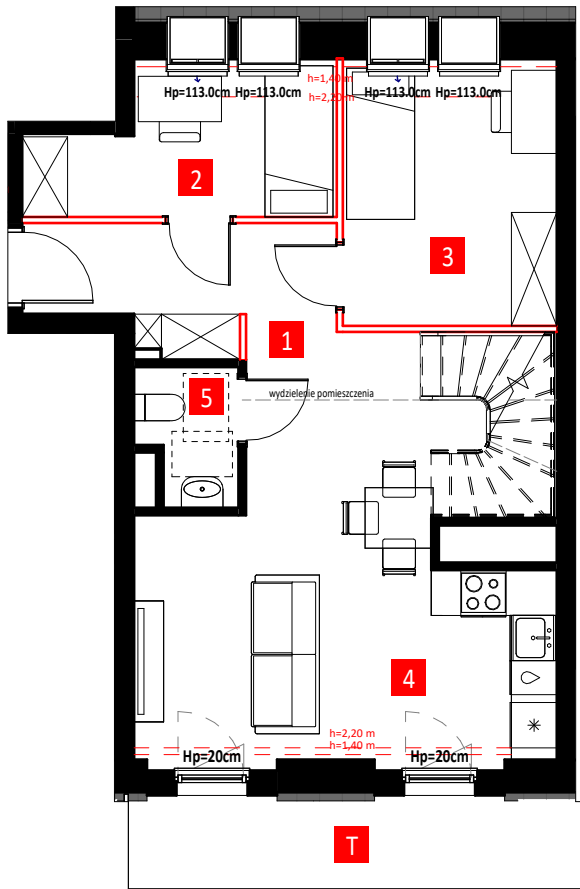 h=1,40 m
Hp=113.0cm Hp=113.0cm Hp=113.0cm Hp=113.0cm
h=2,20 m
2
3
1
5
wydzielenie pomieszczenia
4
h=2,20 m
h=1,40 m
Hp=20cm Hp=20cm
T